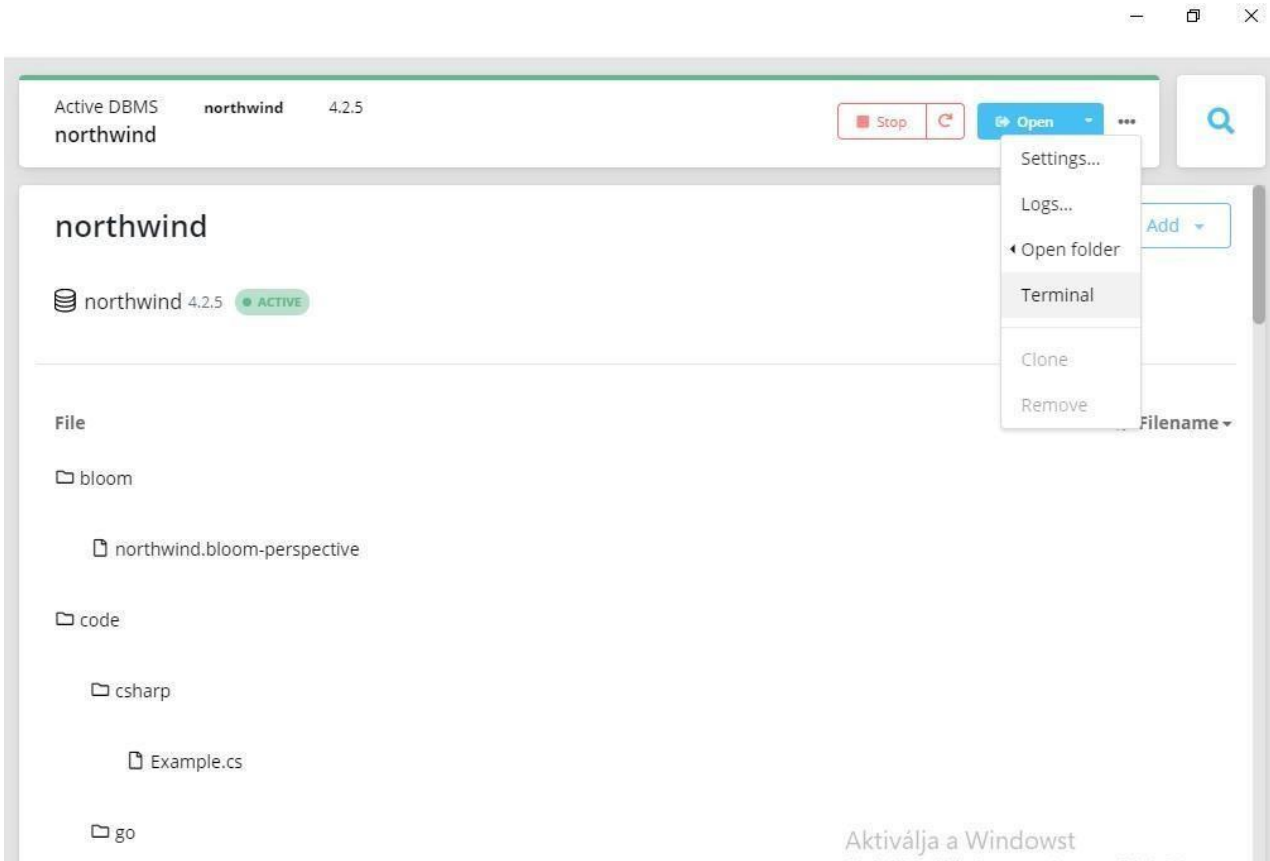 Active DBMS northwind 4.2.5
northwind
Stop
Open
Settings...
Logs...
Open folder
Terminal
Clone
Remove
northwind
Add
northwind 4.2.5 ACTIVE
File
Filename
bloom
northwind.bloom-perspective
code
csharp
Example.cs
go
Aktiválja a Windowst